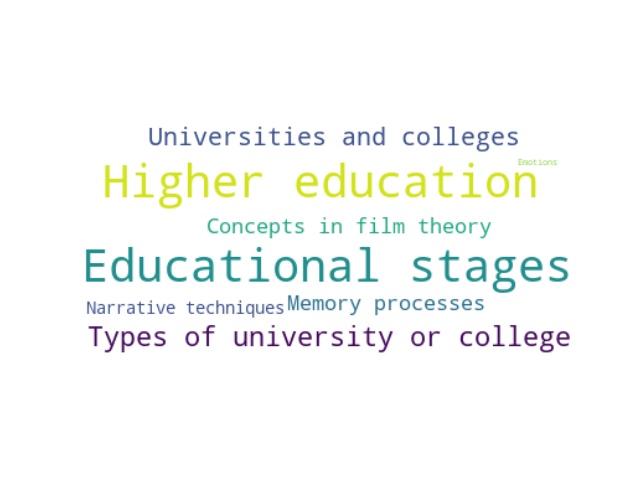 Universities and colleges
Emotions
Higher education
Concepts in film theory
Educational stages
Narrative techniques
Memory processes
Types of university or college